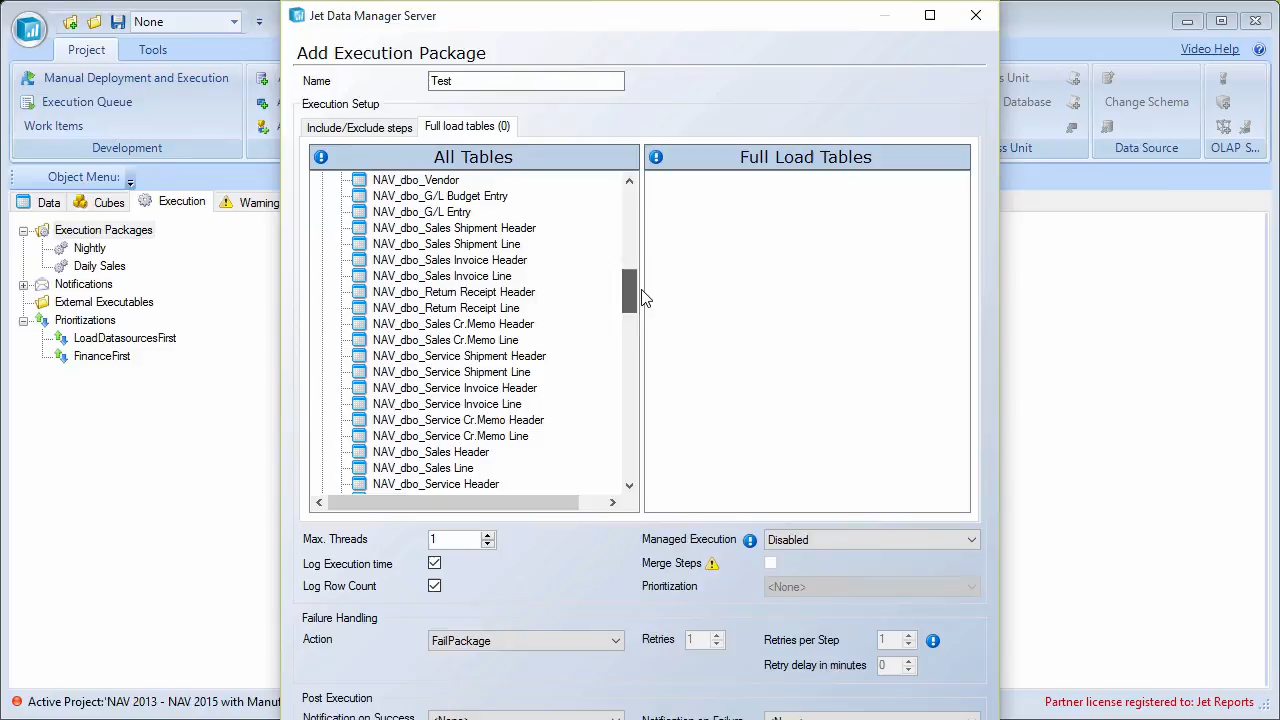 None
Jet Data Manager Server
Project
Tools
Video Help
Manual Deployment and Execution
Execution Queue
Work Items
Development
Object Menu:
Data
Cubes
Execution
Warning
Execution Packages
Nightly
Daily Sales
Notifications
External Executables
Prioritizations
LoadDatasourcesFirst
FinanceFirst
Add Execution Package
Name
Test
Execution Setup
Include/Exclude steps
Full load tables (0)
All Tables
Full Load Tables
NAV_dbo_Vendor
NAV_dbo_G/L Budget Entry
NAV_dbo_G/L Entry
NAV_dbo_Sales Shipment Header
NAV_dbo_Sales Shipment Line
NAV_dbo_Sales Invoice Header
NAV_dbo_Sales Invoice Line
NAV_dbo_Return Receipt Header
NAV_dbo_Return Receipt Line
NAV_dbo_Sales Cr.Memo Header
NAV_dbo_Sales Cr.Memo Line
NAV_dbo_Service Shipment Header
NAV_dbo_Service Shipment Line
NAV_dbo_Service Invoice Header
NAV_dbo_Service Invoice Line
NAV_dbo_Service Cr.Memo Header
NAV_dbo_Service Cr.Memo Line
NAV_dbo_Sales Header
NAV_dbo_Sales Line
NAV_dbo_Service Header
Max. Threads
1
Managed Execution
Disabled
Log Execution time
Merge Steps
Log Row Count
Prioritization
<None>
Failure Handling
Action
FailPackage
Retries
1
Retries per Step
1
Retry delay in minutes
0
Post Execution
Notification on Success
Notification on Failure
s Unit
Database
ss Unit
Change Schema
Data Source
OLAP S...
Active Project:'NAV 2013 - NAV 2015 with Manuf
Partner license registered to: Jet Reports